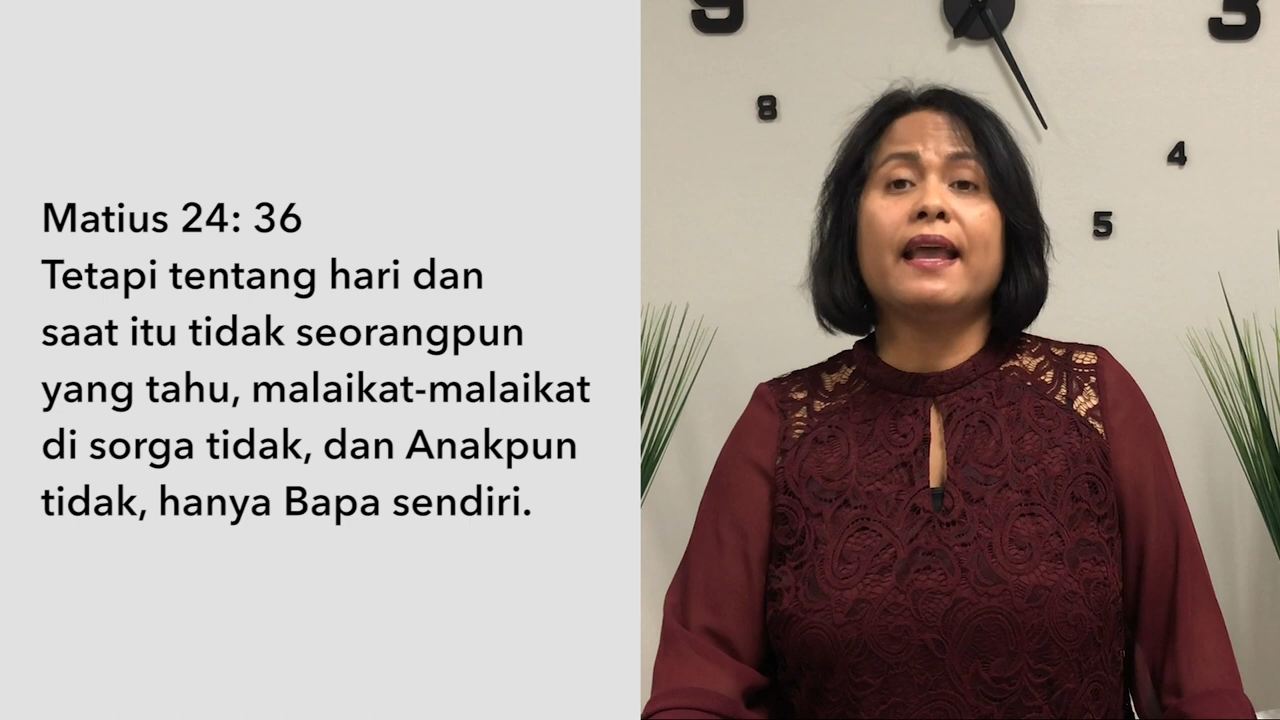 Matius 24: 36
Tetapi tentang hari dan
saat itu tidak seorangpun
yang tahu, malaikat-malaikat
di sorga tidak, dan Anakpun
tidak, hanya Bapa sendiri.
9
3
8
4
5